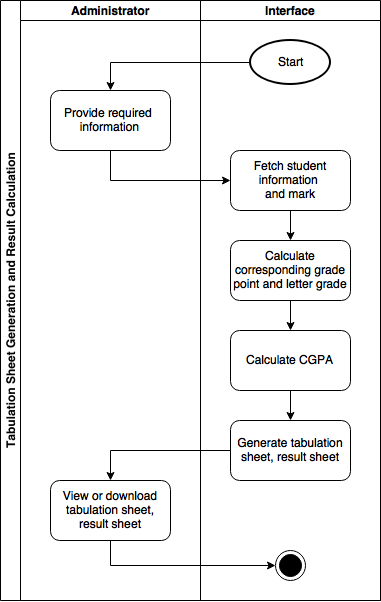 Administrator
Interface
Tabulation Sheet Generation and Result Calculation
Start
Provide required
information
Fetch student
information
and mark
Calculate
corresponding grade
point and letter grade
Calculate CGPA
Generate tabulation
sheet, result sheet
View or download
tabulation sheet,
result sheet